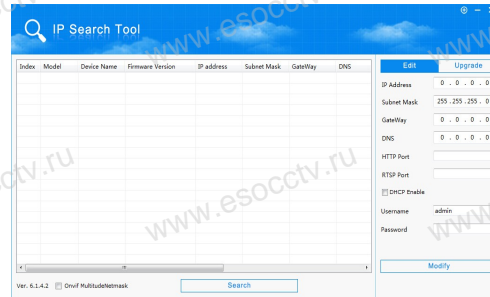 IP Search Tool
www.esocctv.ru
Index Model Device Name Firmware Version IP address Subnet Mask GateWay DNS
Edit Upgrade
IP Address 0 . 0 . 0 . 0
Subnet Mask 255 . 255 . 255 . 0
GateWay 0 . 0 . 0 . 0
DNS 0 . 0 . 0 . 0
HTTP Port
RTSP Port
DHCP Enable
Username admin
Password
Modify
www.esocctv.ru
Ver. 6.1.4.2 Onvif MultitudeNetmask Search